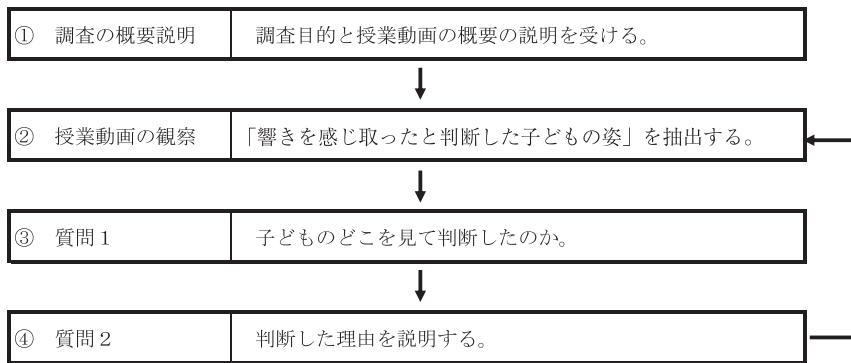 ① 調査の概要説明 調査目的と授業動画の概要の説明を受ける。
② 授業動画の観察 「響きを感じ取ったと判断した子どもの姿」を抽出する。
③ 質問１ 子どものどこを見て判断したのか。
④ 質問２ 判断した理由を説明する。